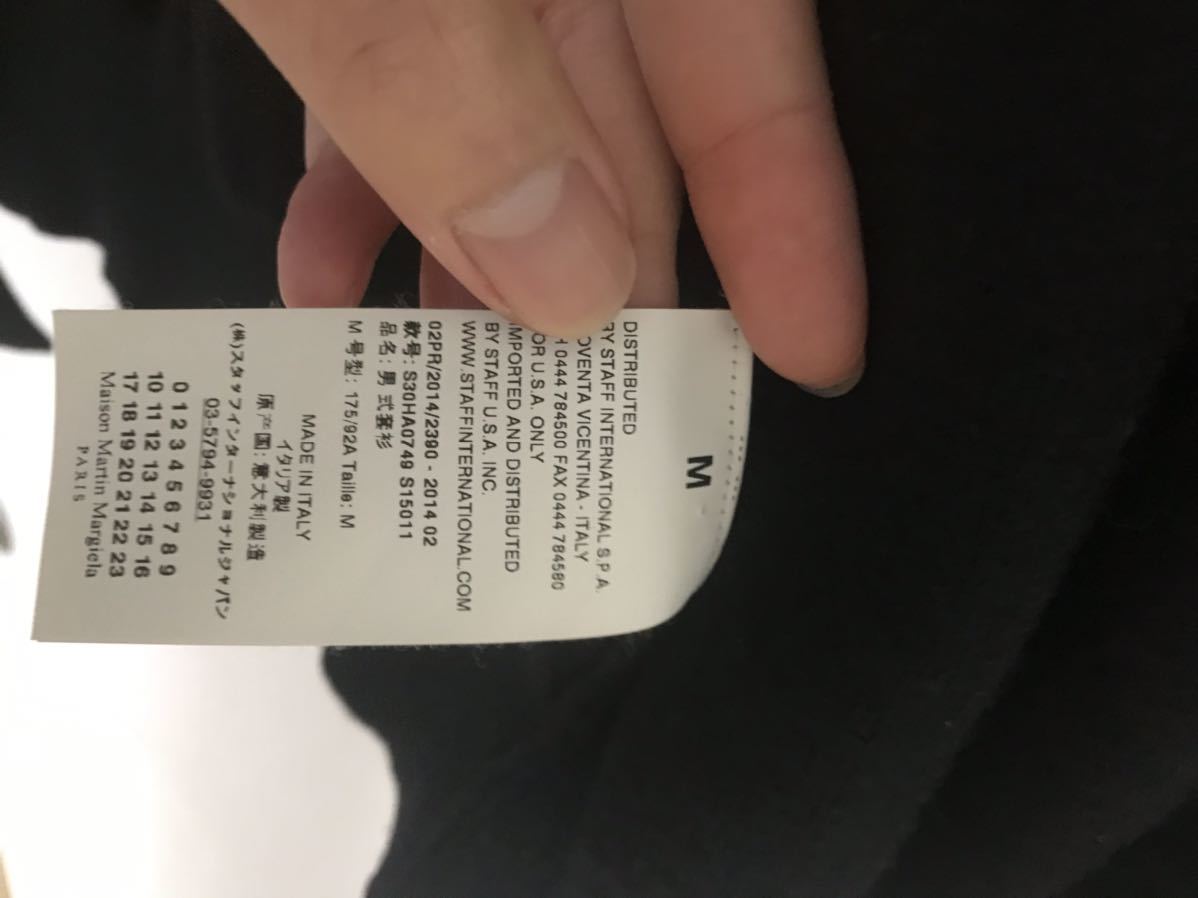 M
DISTRIBUTED
RY STAFF INTERNATIONAL S.P.A.
OVENTA VICENTINA - ITALY
0444 784500 FAX 0444 784580
IMPORTED AND DISTRIBUTED
OR U.S.A. ONLY
BY STAFF U.S.A. INC.
WWW.STAFFINTERNATIONAL.COM
02PR/2014/2390 - 2014 02
款号: S30HA0749 S15011
品名: 男式套衫
M 号型: 175/92A Taille: M
MADE IN ITALY
イタリア製
原产国: 意大利製造
(株)スタッフインターナショナルジャパン
03-5794-9931
0 1 2 3 4 5 6 7 8 9
10 11 12 13 14 15 16
17 18 19 20 21 22 23
Maison Martin Margiela
PARIS